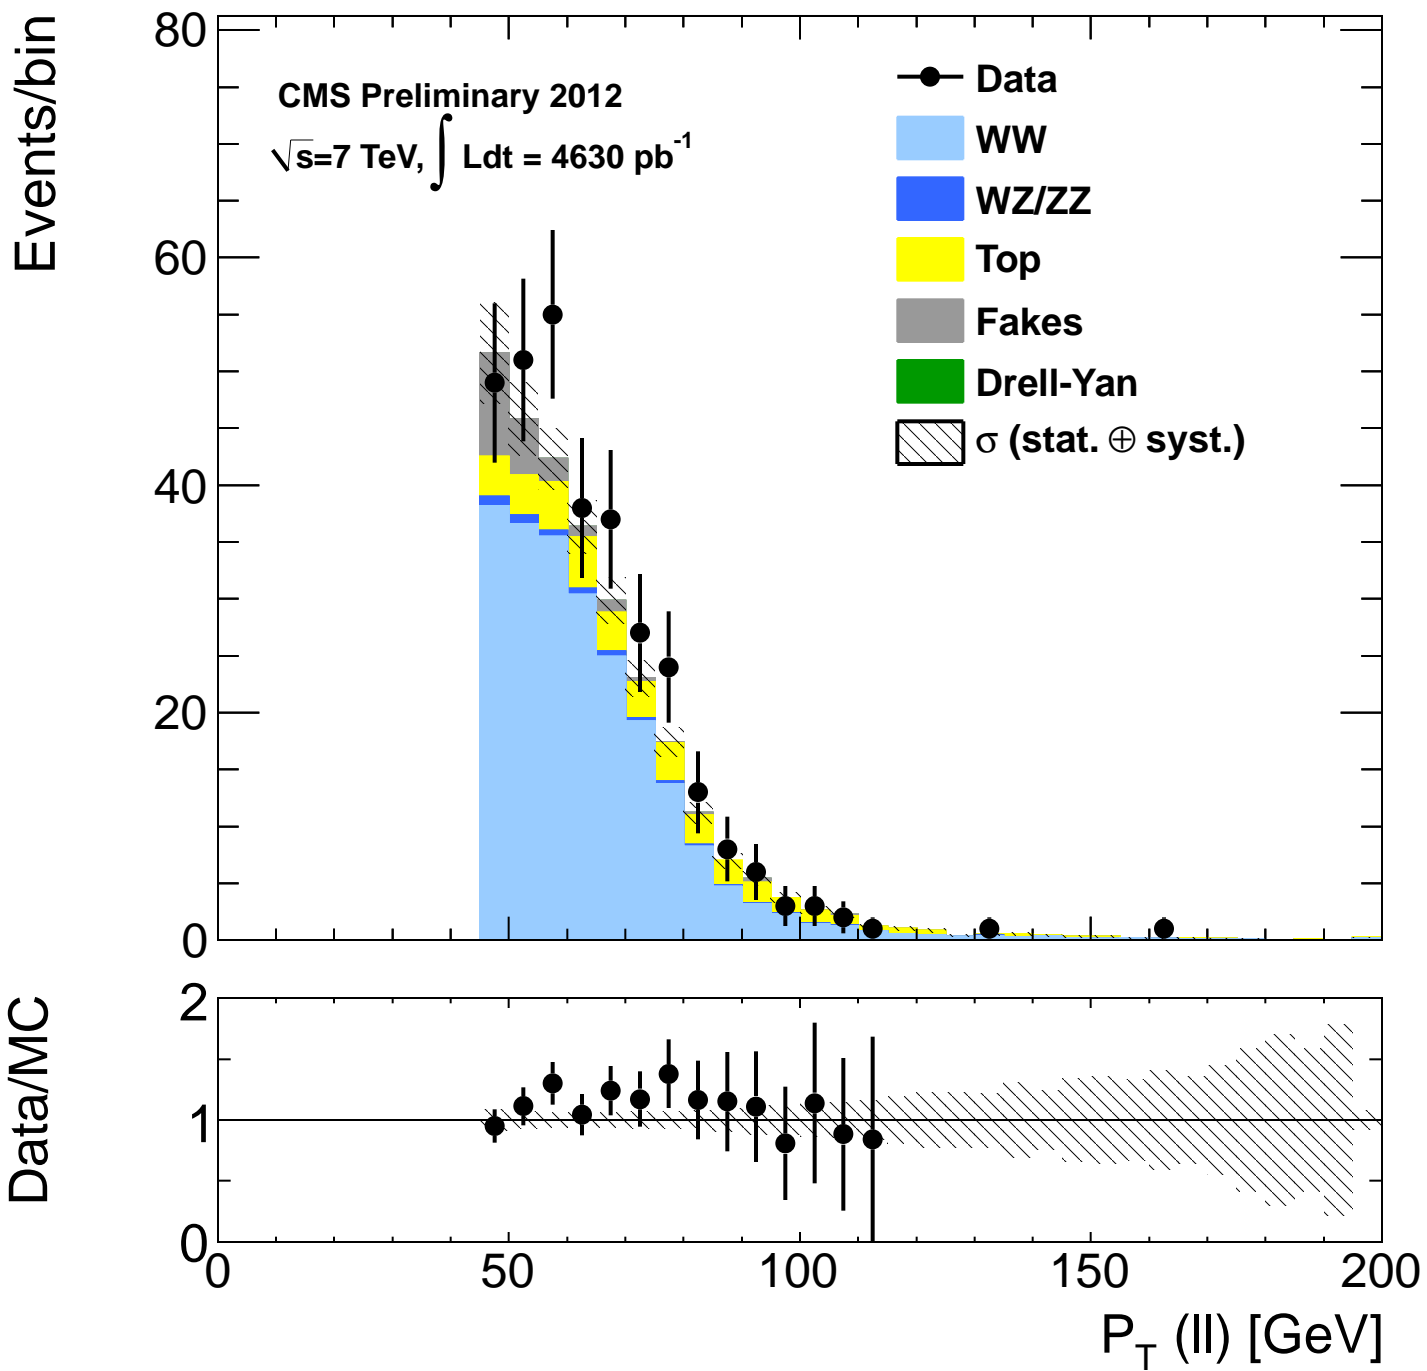 Events/bin
80
60
40
20
0
CMS Preliminary 2012
√s=7 TeV, ∫ Ldt = 4630 pb⁻¹
Data
WW
WZ/ZZ
Top
Fakes
Drell-Yan
σ (stat. ⊕ syst.)
Data/MC
2
1
0
0 50 100 150 200
P_T (ll) [GeV]